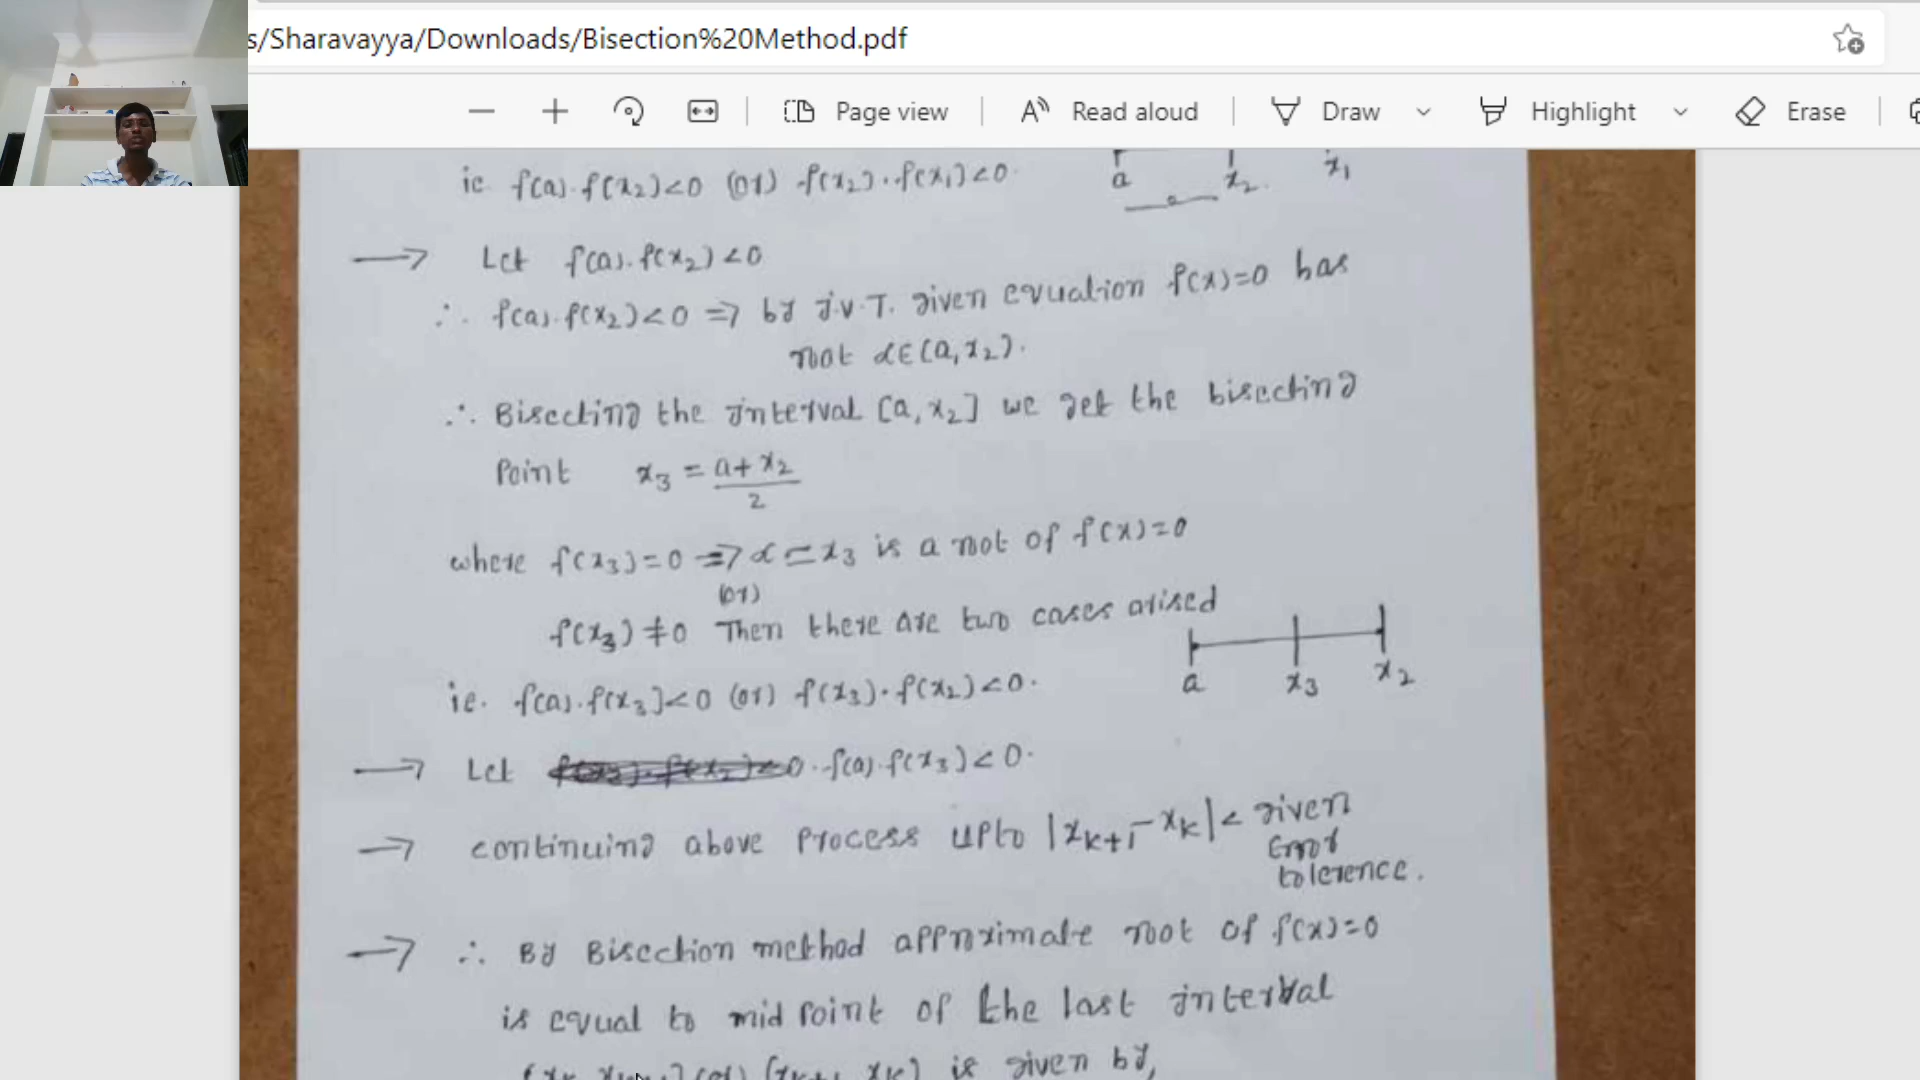 s/Sharavayya/Downloads/Bisection%20Method.pdf
Page view Read aloud Draw Highlight Erase
ie f(a).f(x₂)<0 (or) f(x₂).f(x₁)<0.
a x₂. x₁
→ Let f(a).f(x₂)<0
∴ f(a).f(x₂)<0 ⇒ by I.V.T. given equation f(x)=0 has
root α∈(a,x₂).
∴ Bisecting the interval [a,x₂] we get the bisecting
Point x₃ = a+x₂/2
where f(x₃)=0 ⇒ α=x₃ is a root of f(x)=0
(or)
f(x₃)≠0 Then there are two cases arised
a x₃ x₂
ie. f(a).f(x₃)<0 (or) f(x₃).f(x₂)<0.
→ Let f(a).f(x₃)<0.
→ continuing above process upto |xₖ₊₁-xₖ|< given
Error
tolerence.
→ ∴ By Bisection method approximate root of f(x)=0
is equal to mid point of the last interval
is given by,